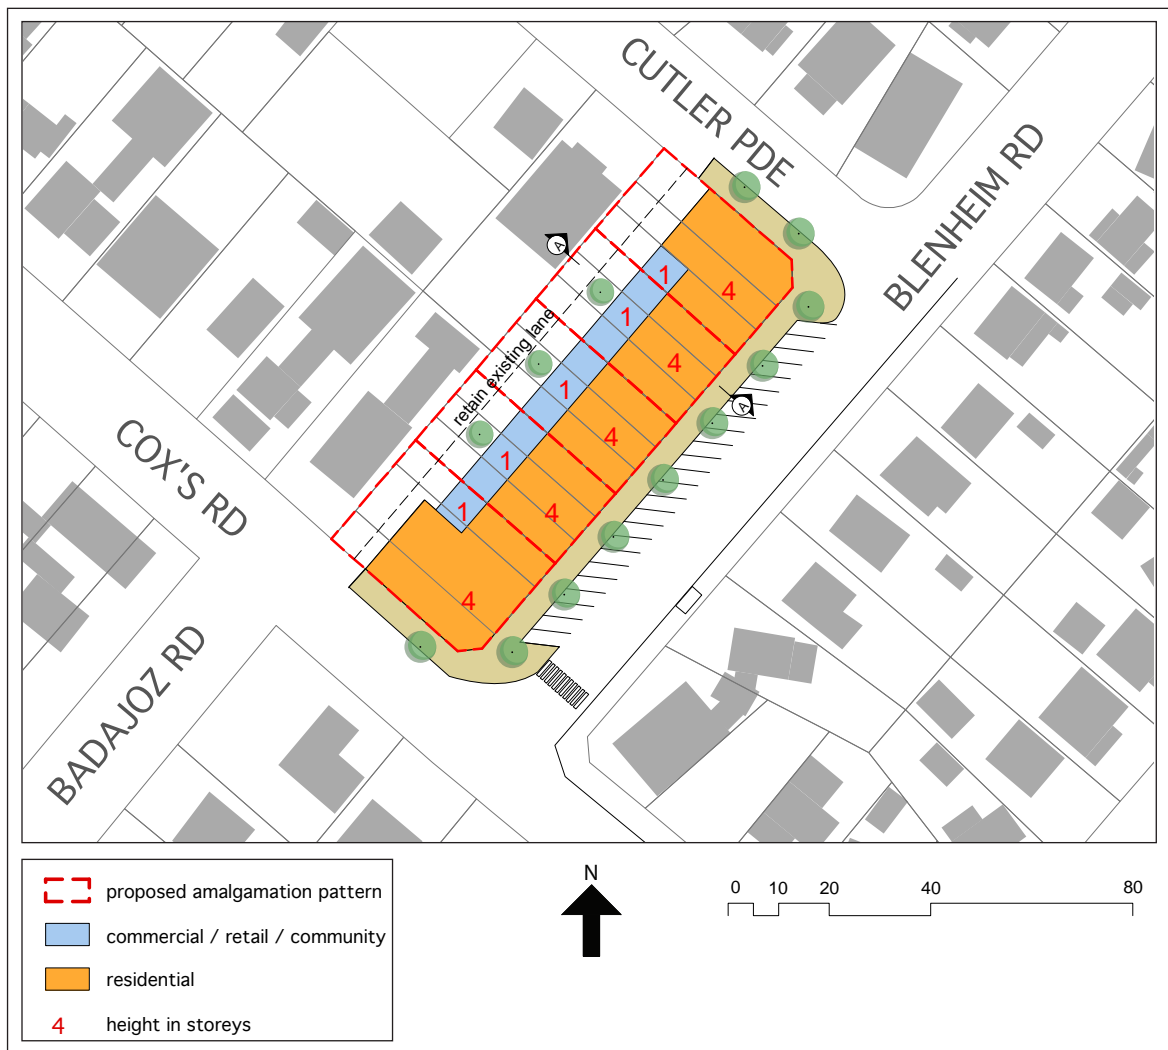 CUTLER PDE
BLENHEIM RD
A
1
4
1
retain existing lane
4
1
A
COX'S RD
4
1
1
4
4
BADAJOZ RD
proposed amalgamation pattern
commercial / retail / community
residential
4 height in storeys
N
0 10 20 40 80